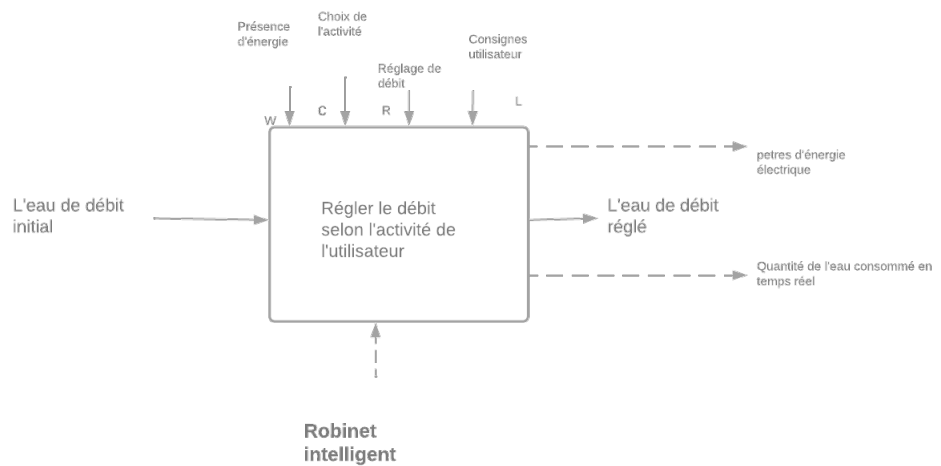 Présence
d'énergie
Choix de
l'activité
Réglage de
débit
Consignes
utilisateur
W
C
R
L
L'eau de débit
initial
Régler le débit
selon l'activité de
l'utilisateur
petres d'énergie
électrique
L'eau de débit
réglé
Quantité de l'eau consommé en
temps réel
Robinet
intelligent